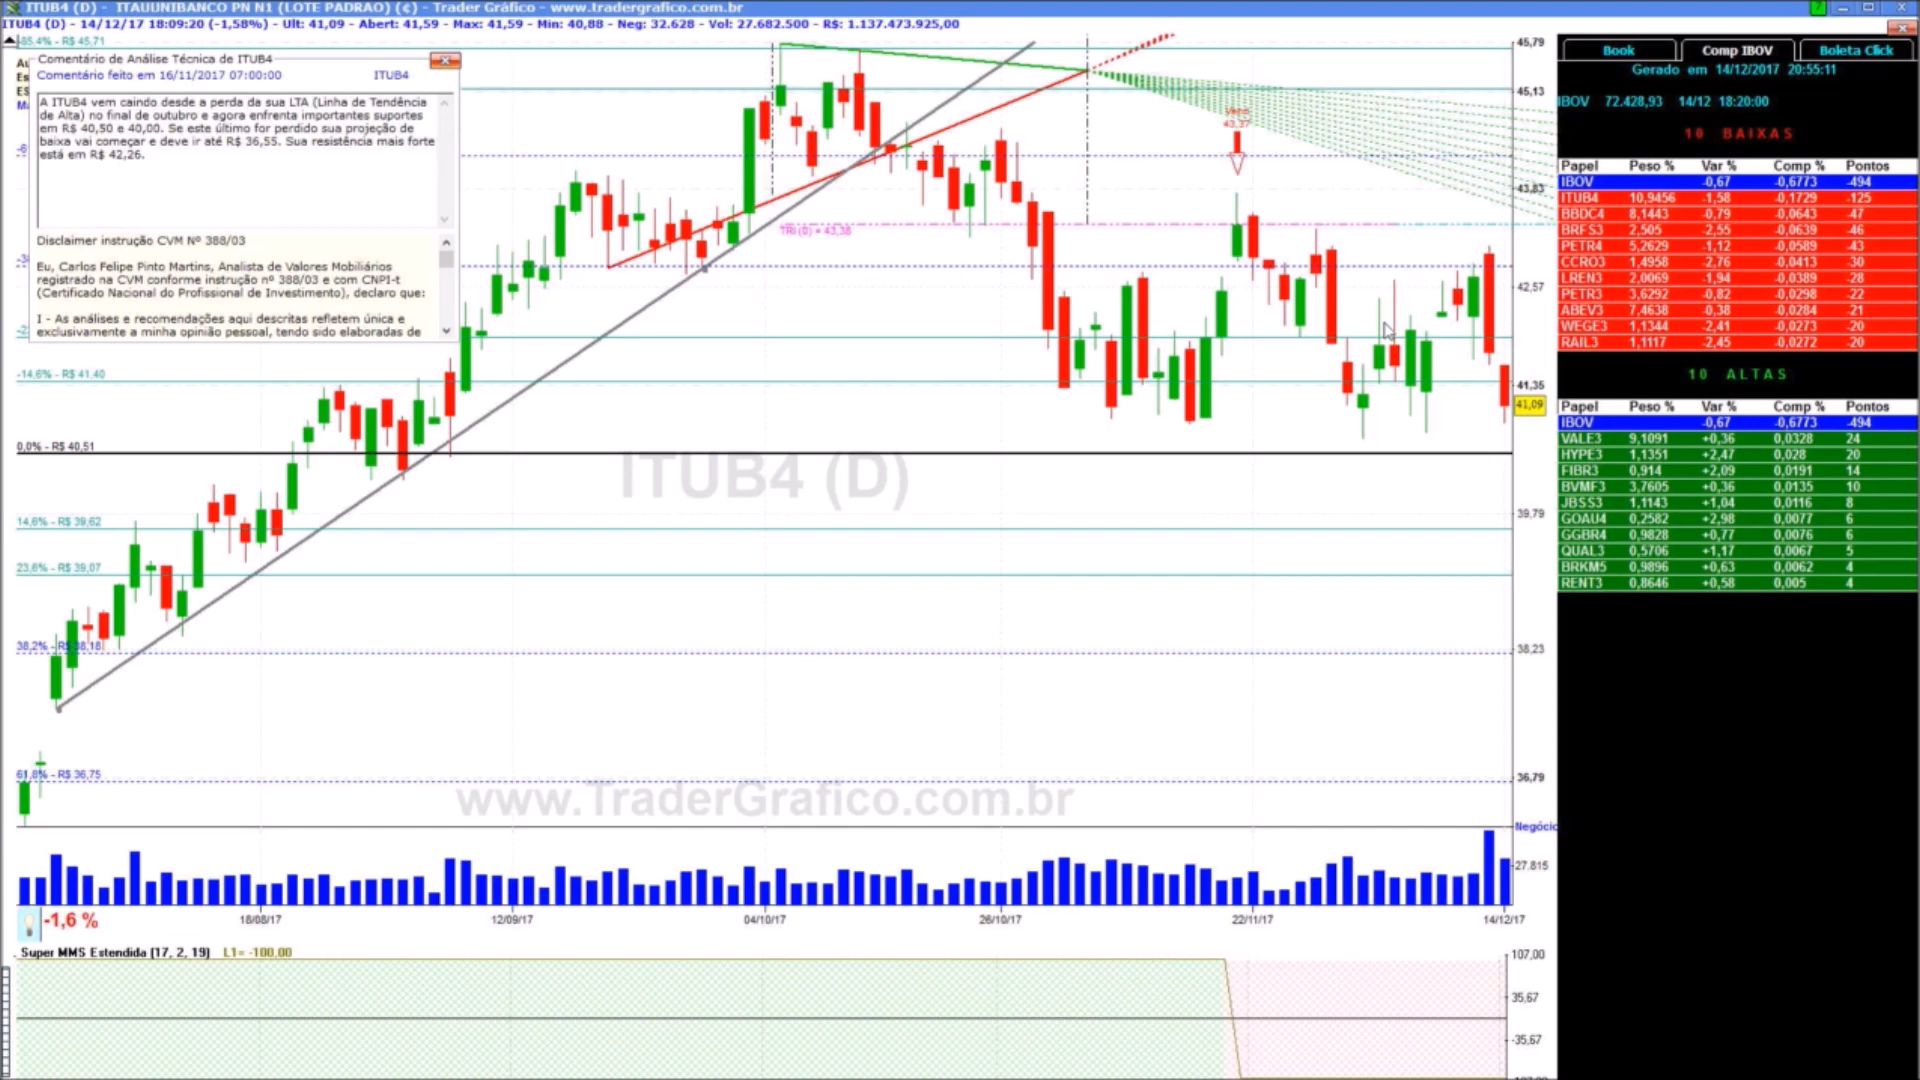 ITUB4 (D) - ITAUUNIBANCO PN N1 (LOTE PADRAO) (¢) - Trader Gráfico - www.tradergrafico.com.br
ITUB4 (D) - 14/12/17 18:09:20 (-1,58%) - Ult: 41,09 - Abert: 41,59 - Max: 41,59 - Min: 40,88 - Neg: 32.628 - Vol: 27.682.500 - R$: 1.137.473.925,00
-85.4% - R$ 45,71
Comentário de Análise Técnica de ITUB4
Comentário feito em 16/11/2017 07:00:00 ITUB4
A ITUB4 vem caindo desde a perda da sua LTA (Linha de Tendência
de Alta) no final de outubro e agora enfrenta importantes suportes
em R$ 40,50 e 40,00. Se este último for perdido sua projeção de
baixa vai começar e deve ir até R$ 36,55. Sua resistência mais forte
está em R$ 42,26.
Disclaimer instrução CVM Nº 388/03
Eu, Carlos Felipe Pinto Martins, Analista de Valores Mobiliários
registrado na CVM conforme instrução nº 388/03 e com CNPI-t
(Certificado Nacional do Profissional de Investimento), declaro que:
I - As análises e recomendações aqui descritas refletem única e
exclusivamente a minha opinião pessoal, tendo sido elaboradas de
43,37
TRI (0) = 43,38
-14,6% - R$ 41,40
0,0% - R$ 40,51
14,6% - R$ 39,62
23,6% - R$ 39,07
38,2% - R$ 38,18
61,8% - R$ 36,75
ITUB4 (D)
www.TraderGrafico.com.br
45,79
45,13
43,83
42,57
41,35
41,09
39,79
38,23
36,79
Negócio
27.815
-1,6 %
18/08/17 12/09/17 04/10/17 26/10/17 22/11/17 14/12/17
Super MMS Estendida [17, 2, 19] L1= -100,00
107,00
35,67
-35,67
Book Comp IBOV Boleta Click
Gerado em 14/12/2017 20:55:11
IBOV 72.428,93 14/12 18:20:00
10 BAIXAS
Papel Peso % Var % Comp % Pontos
IBOV -0,67 -0,6773 -494
ITUB4 10,9456 -1,58 -0,1729 -125
BBDC4 8,1443 -0,79 -0,0643 -47
BRFS3 2,505 -2,55 -0,0639 -46
PETR4 5,2629 -1,12 -0,0589 -43
CCRO3 1,4958 -2,76 -0,0413 -30
LREN3 2,0069 -1,94 -0,0389 -28
PETR3 3,6292 -0,82 -0,0298 -22
ABEV3 7,4638 -0,38 -0,0284 -21
WEGE3 1,1344 -2,41 -0,0273 -20
RAIL3 1,1117 -2,45 -0,0272 -20
10 ALTAS
Papel Peso % Var % Comp % Pontos
IBOV -0,67 -0,6773 -494
VALE3 9,1091 +0,36 0,0328 24
HYPE3 1,1351 +2,47 0,028 20
FIBR3 0,914 +2,09 0,0191 14
BVMF3 3,7605 +0,36 0,0135 10
JBSS3 1,1143 +1,04 0,0116 8
GOAU4 0,2582 +2,98 0,0077 6
GGBR4 0,9828 +0,77 0,0076 6
QUAL3 0,5706 +1,17 0,0067 5
BRKM5 0,9896 +0,63 0,0062 4
RENT3 0,8646 +0,58 0,005 4